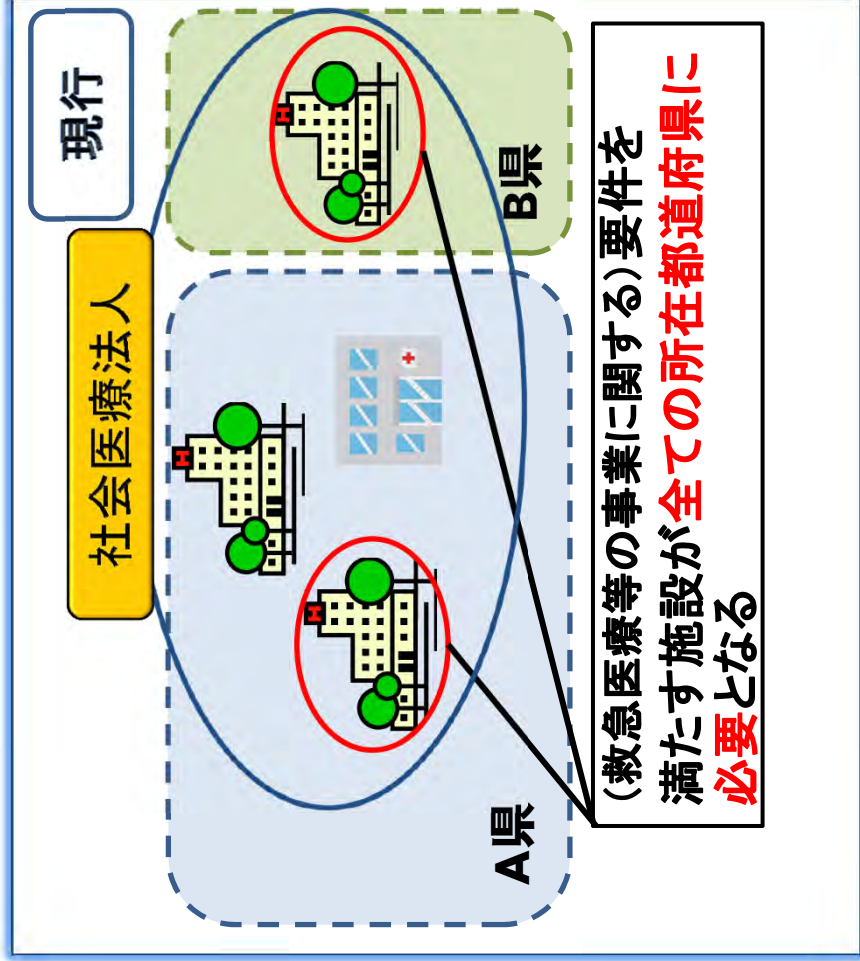 現行
社会医療法人
A県
B県
H
H
H
(救急医療等の事業に関する)要件を
満たす施設が全ての所在都道府県に
必要となる